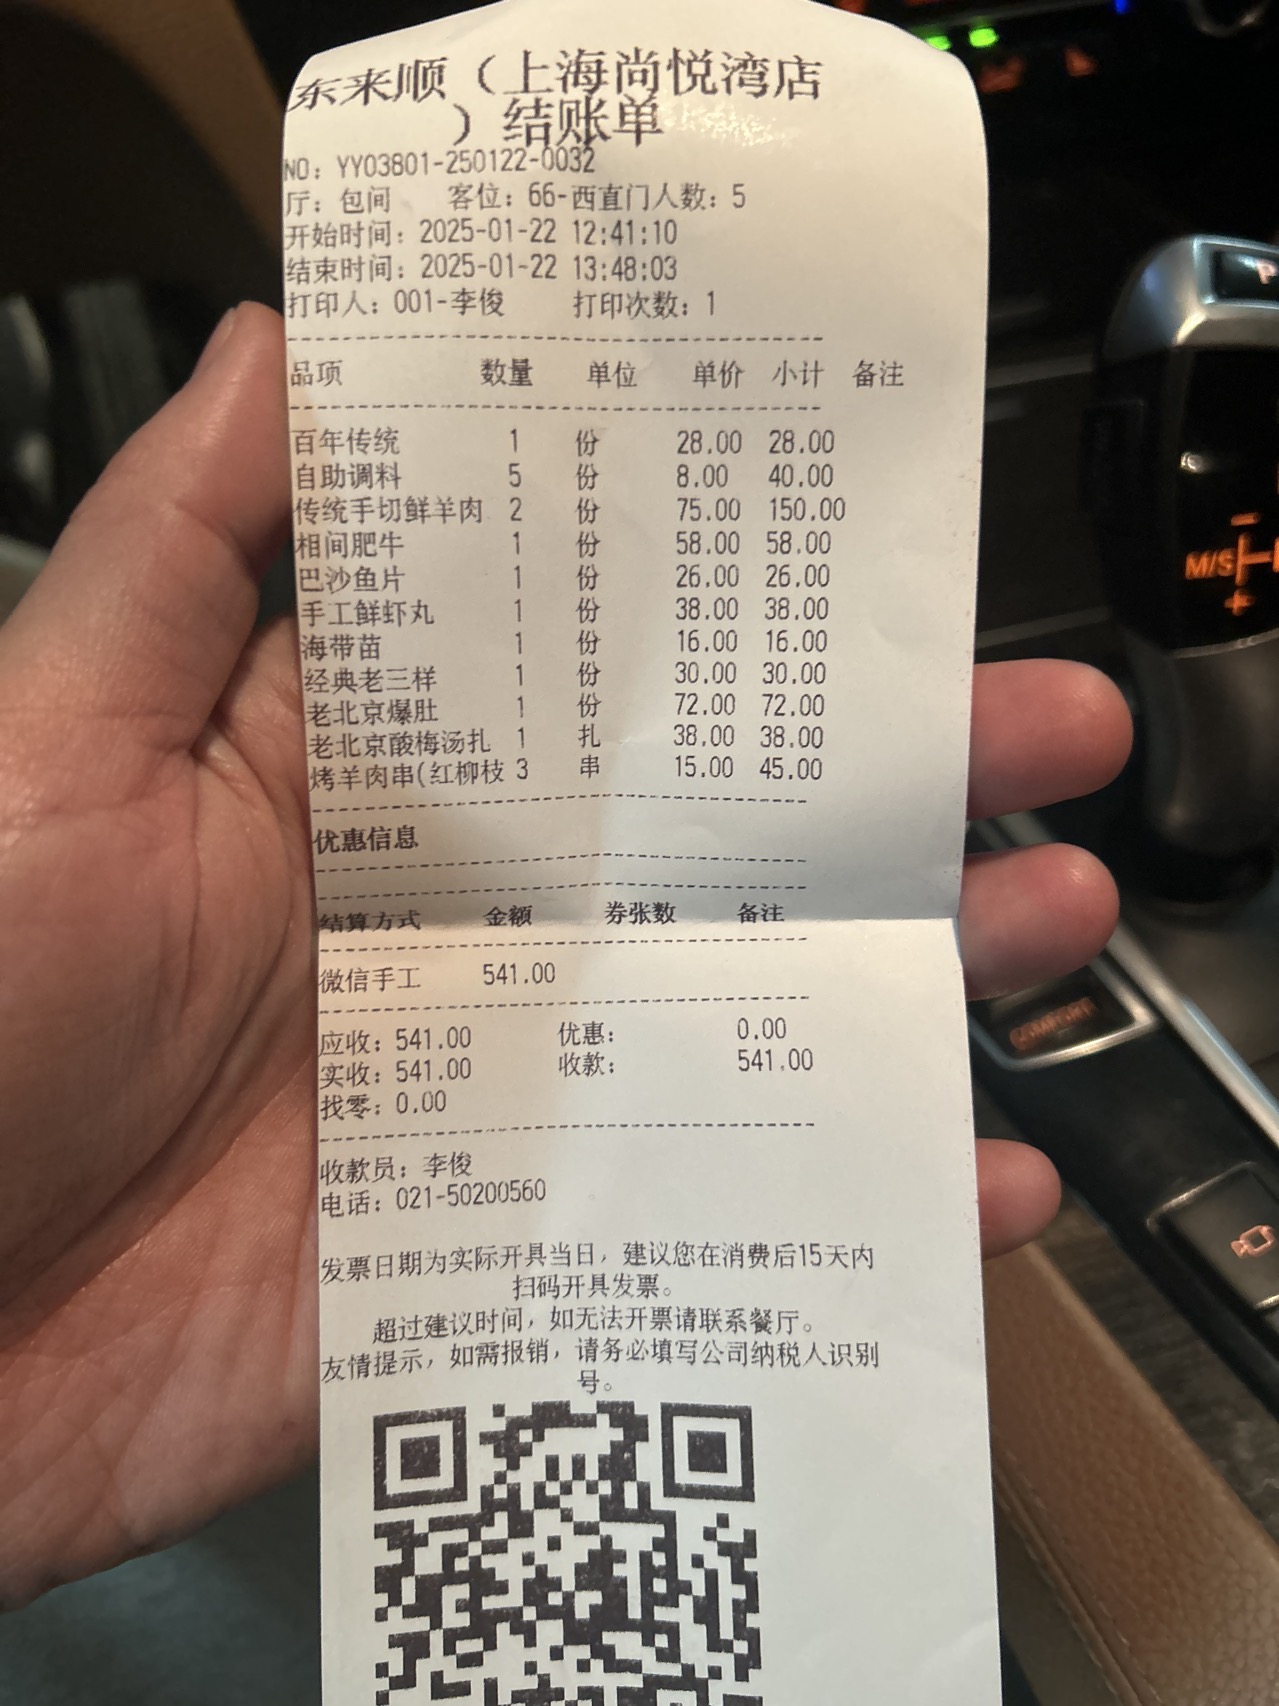 东来顺（上海尚悦湾店
）结账单
NO：YY03801-250122-0032
厅：包间 客位：66-西直门人数：5
开始时间：2025-01-22 12:41:10
结束时间：2025-01-22 13:48:03
打印人：001-李俊 打印次数：1
品项 数量 单位 单价 小计 备注
百年传统 1 份 28.00 28.00
自助调料 5 份 8.00 40.00
传统手切鲜羊肉 2 份 75.00 150.00
相间肥牛 1 份 58.00 58.00
巴沙鱼片 1 份 26.00 26.00
手工鲜虾丸 1 份 38.00 38.00
海带苗 1 份 16.00 16.00
经典老三样 1 份 30.00 30.00
老北京爆肚 1 份 72.00 72.00
老北京酸梅汤扎 1 扎 38.00 38.00
烤羊肉串(红柳枝 3 串 15.00 45.00
优惠信息
结算方式 金额 券张数 备注
微信手工 541.00
应收：541.00 优惠： 0.00
实收：541.00 收款： 541.00
找零：0.00
收款员：李俊
电话：021-50200560
发票日期为实际开具当日，建议您在消费后15天内
扫码开具发票。
超过建议时间，如无法开票请联系餐厅。
友情提示，如需报销，请务必填写公司纳税人识别
号。
P
M/S
+
COMFORT